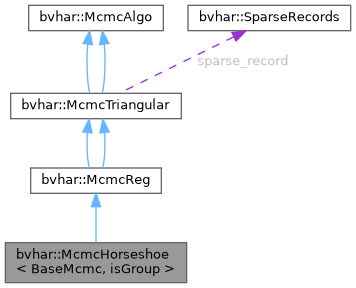 bvhar::McmcAlgo
bvhar::SparseRecords
sparse_record
bvhar::McmcTriangular
bvhar::McmcReg
bvhar::McmcHorseshoe
< BaseMcmc, isGroup >